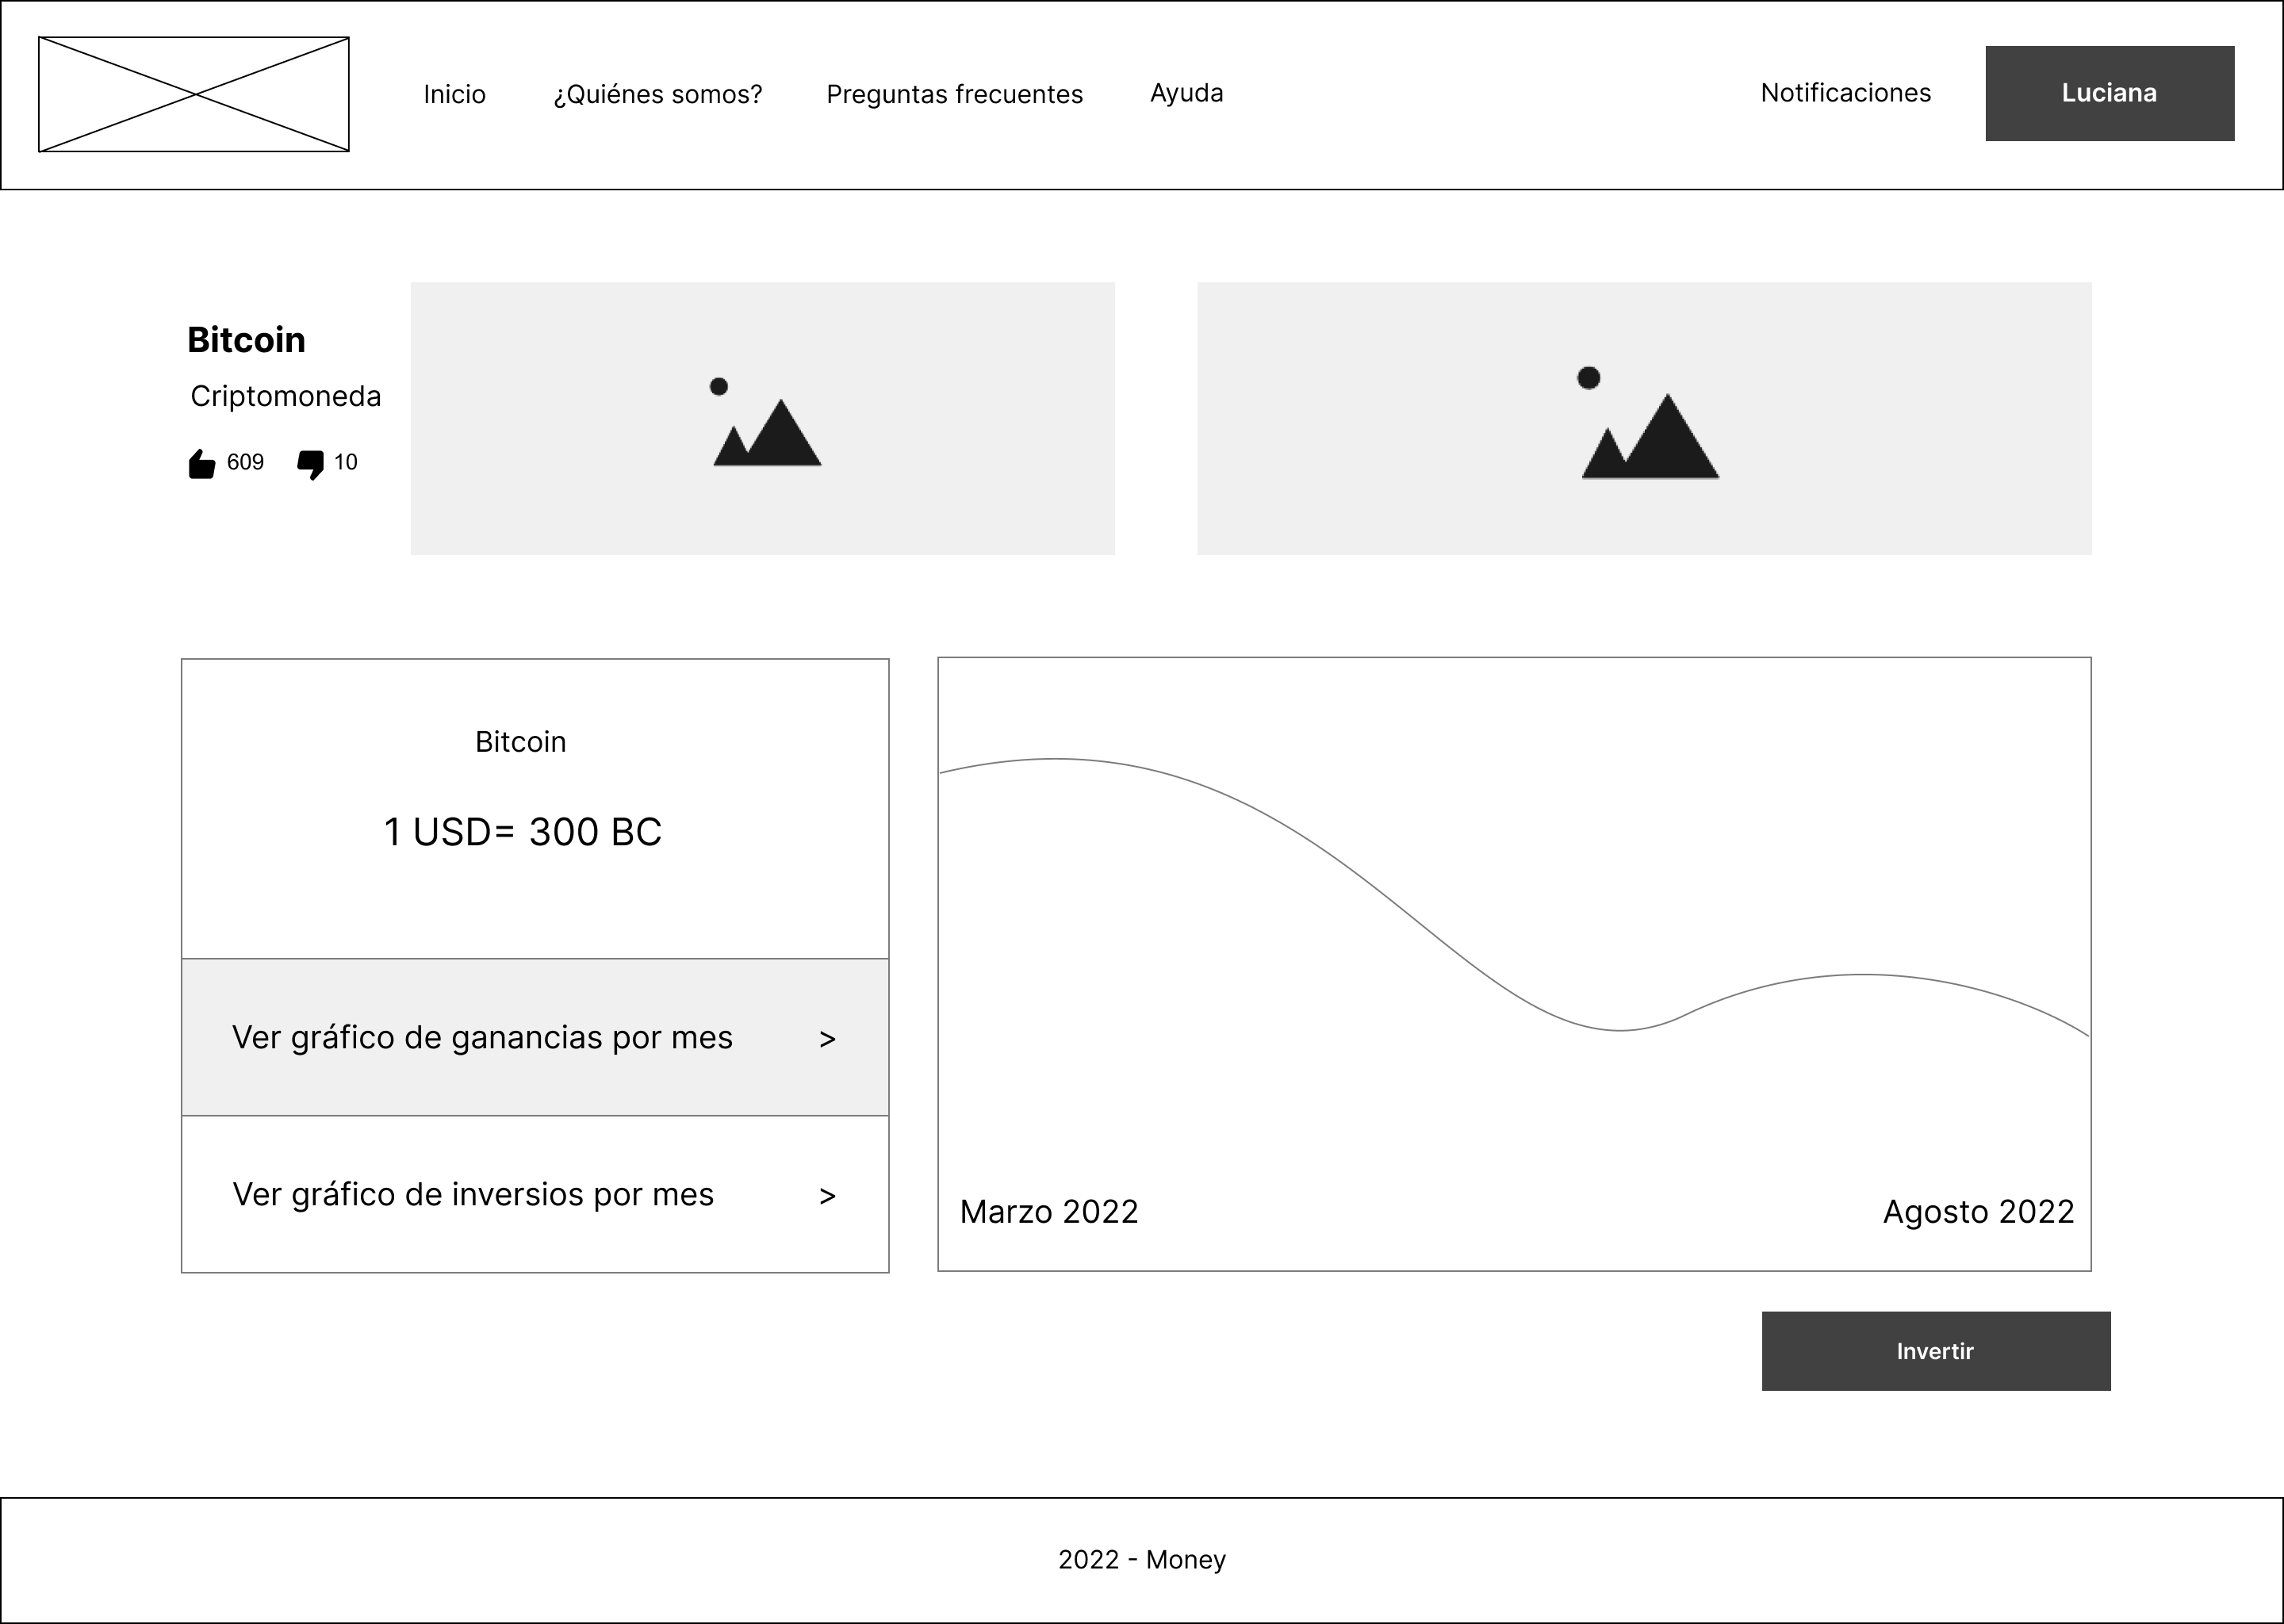 Inicio
¿Quiénes somos?
Preguntas frecuentes
Ayuda
Notificaciones
Luciana
Bitcoin
Criptomoneda
609
10
Bitcoin
1 USD= 300 BC
Ver gráfico de ganancias por mes >
Ver gráfico de inversios por mes >
Marzo 2022
Agosto 2022
Invertir
2022 - Money